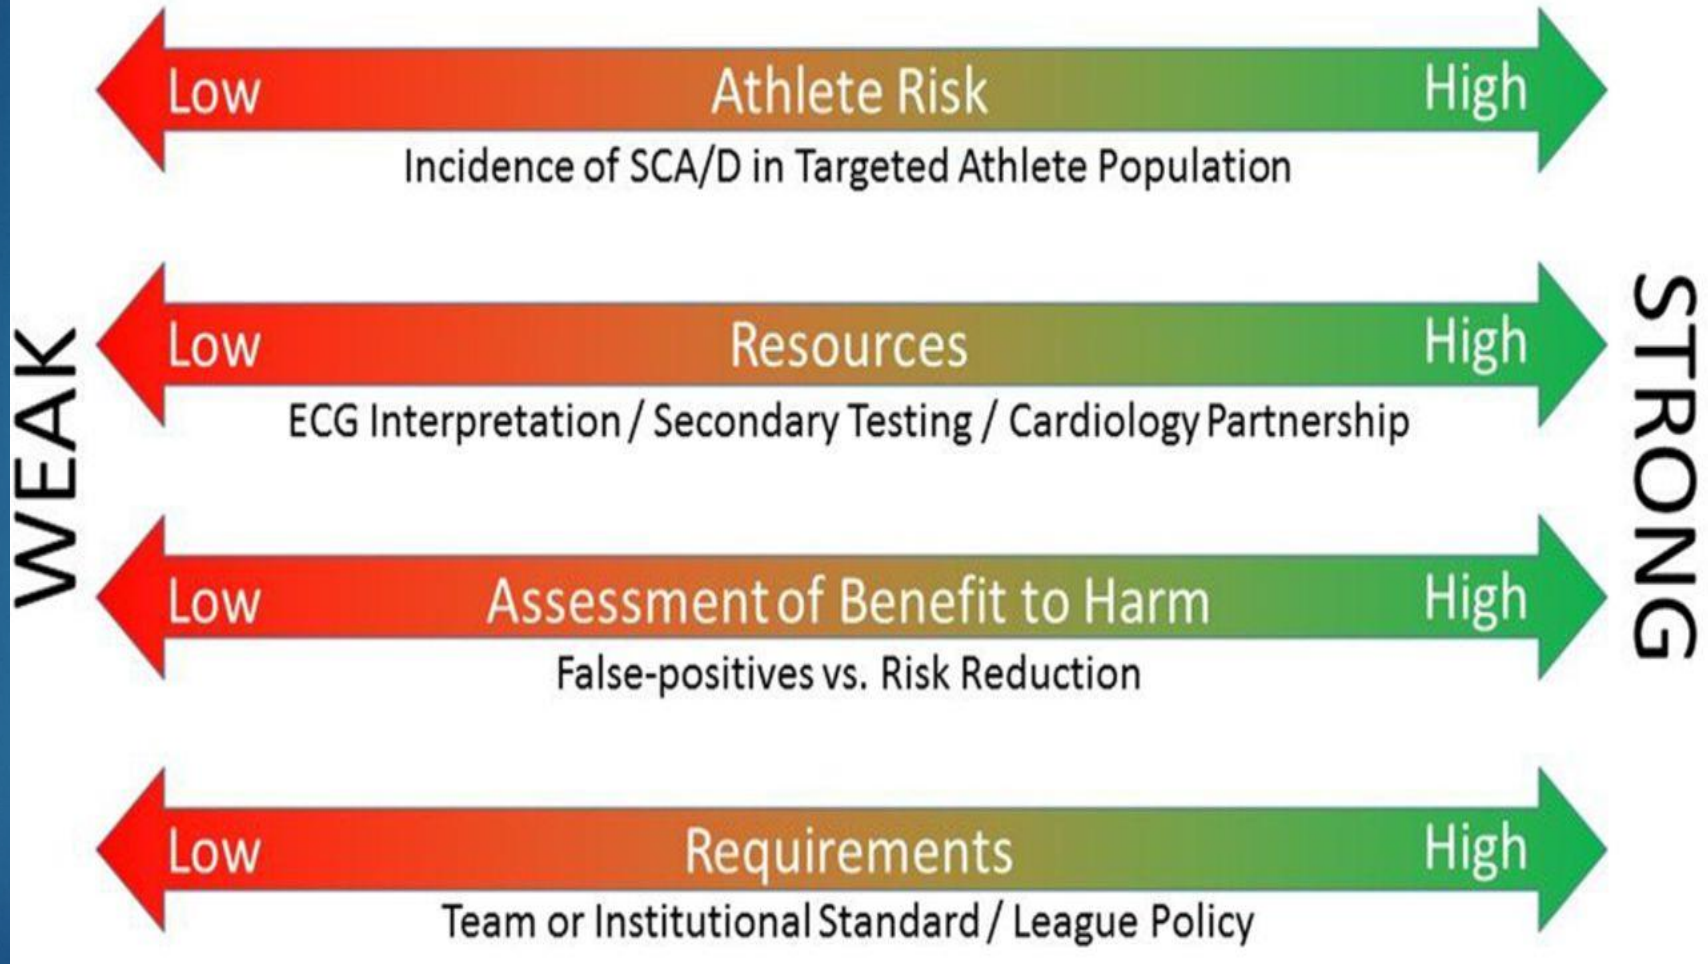 Low Athlete Risk High
Incidence of SCA/D in Targeted Athlete Population
WEAK
STRONG
Low Resources High
ECG Interpretation / Secondary Testing / Cardiology Partnership
Low Assessment of Benefit to Harm High
False-positives vs. Risk Reduction
Low Requirements High
Team or Institutional Standard / League Policy